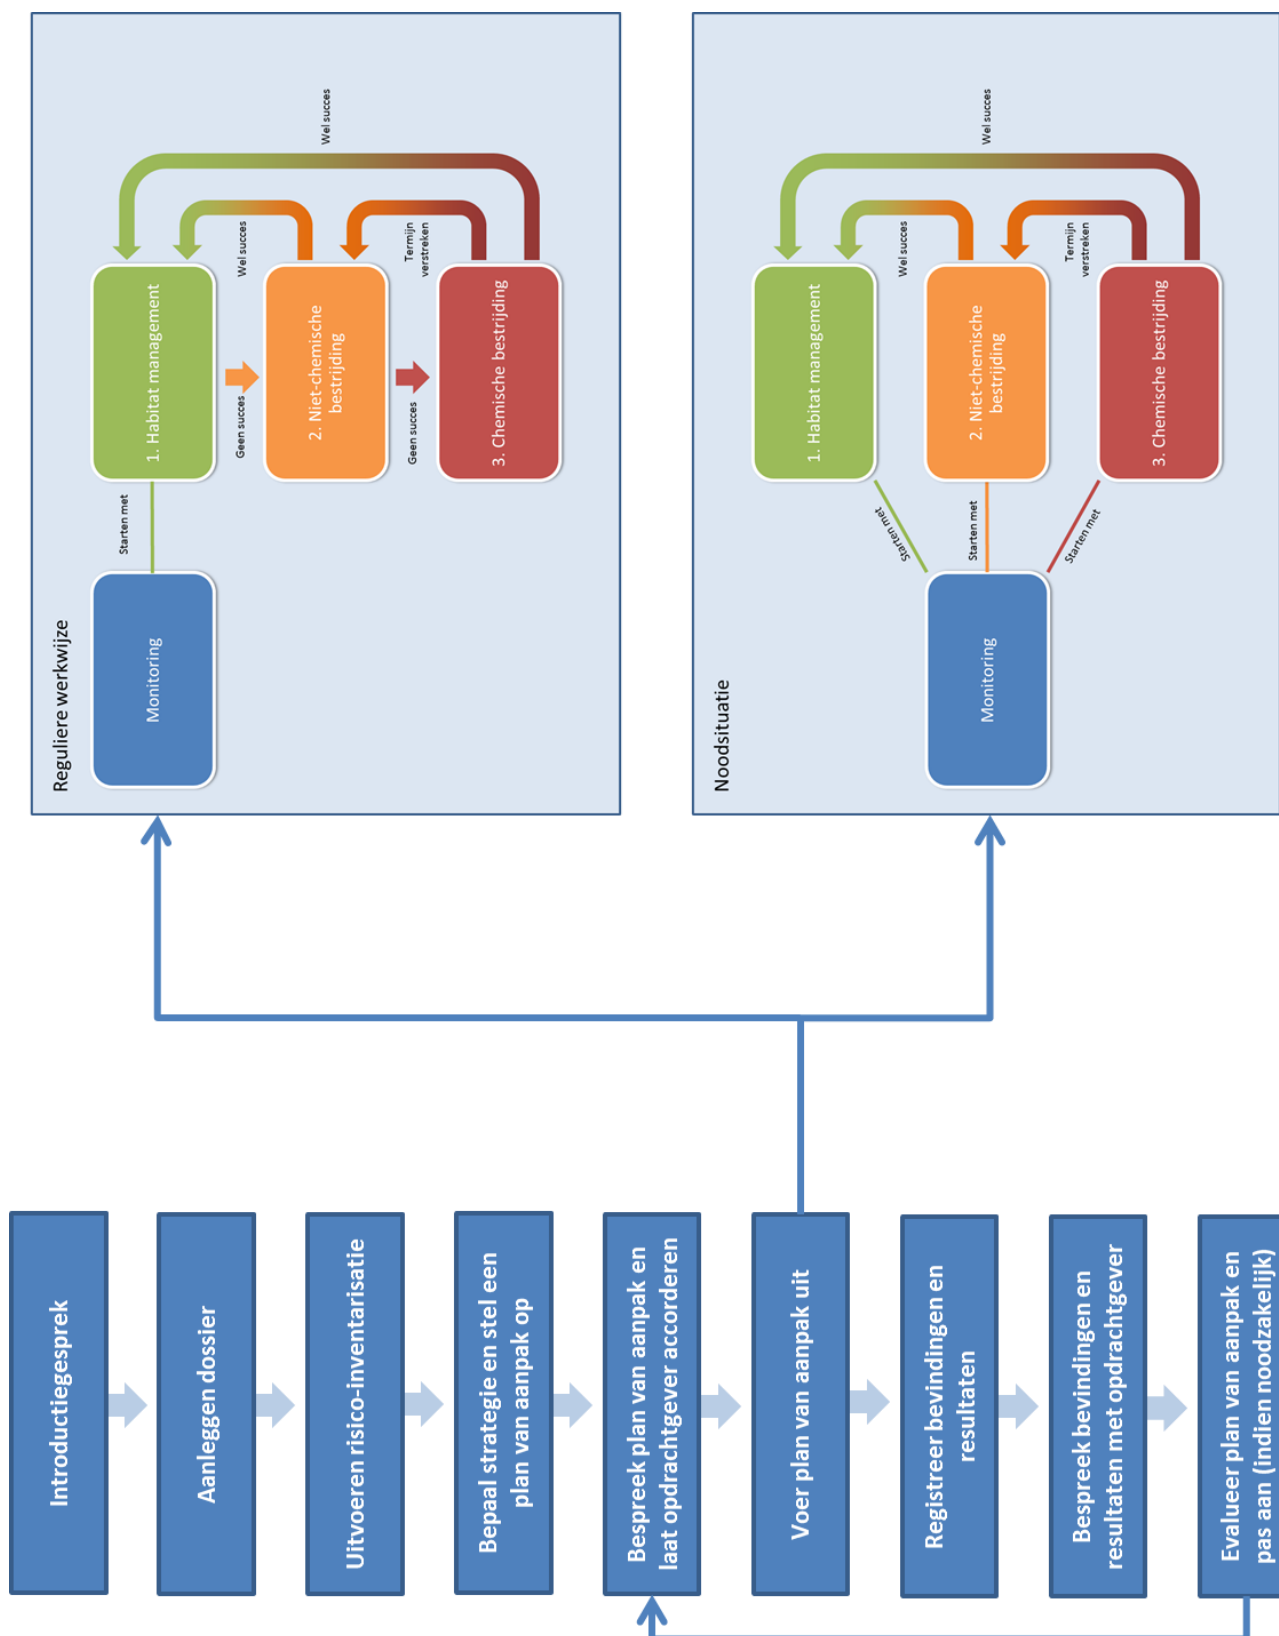 Introductiegesprek
Aanleggen dossier
Uitvoeren risico-inventarisatie
Bepaal strategie en stel een
plan van aanpak op
Bespreek plan van aanpak en
laat opdrachtgever accorderen
Voer plan van aanpak uit
Registreer bevindingen en
resultaten
Bespreek bevindingen en
resultaten met opdrachtgever
Evalueer plan van aanpak en
pas aan (indien noodzakelijk)
Reguliere werkwijze
Monitoring
Starten met
1. Habitat management
Geen succes
Wel succes
2. Niet-chemische
bestrijding
Geen succes
Termijn
verstreken
3. Chemische bestrijding
Wel succes
Noodsituatie
Monitoring
Starten met
Starten met
Starten met
1. Habitat management
Wel succes
2. Niet-chemische
bestrijding
Termijn
verstreken
3. Chemische bestrijding
Wel succes